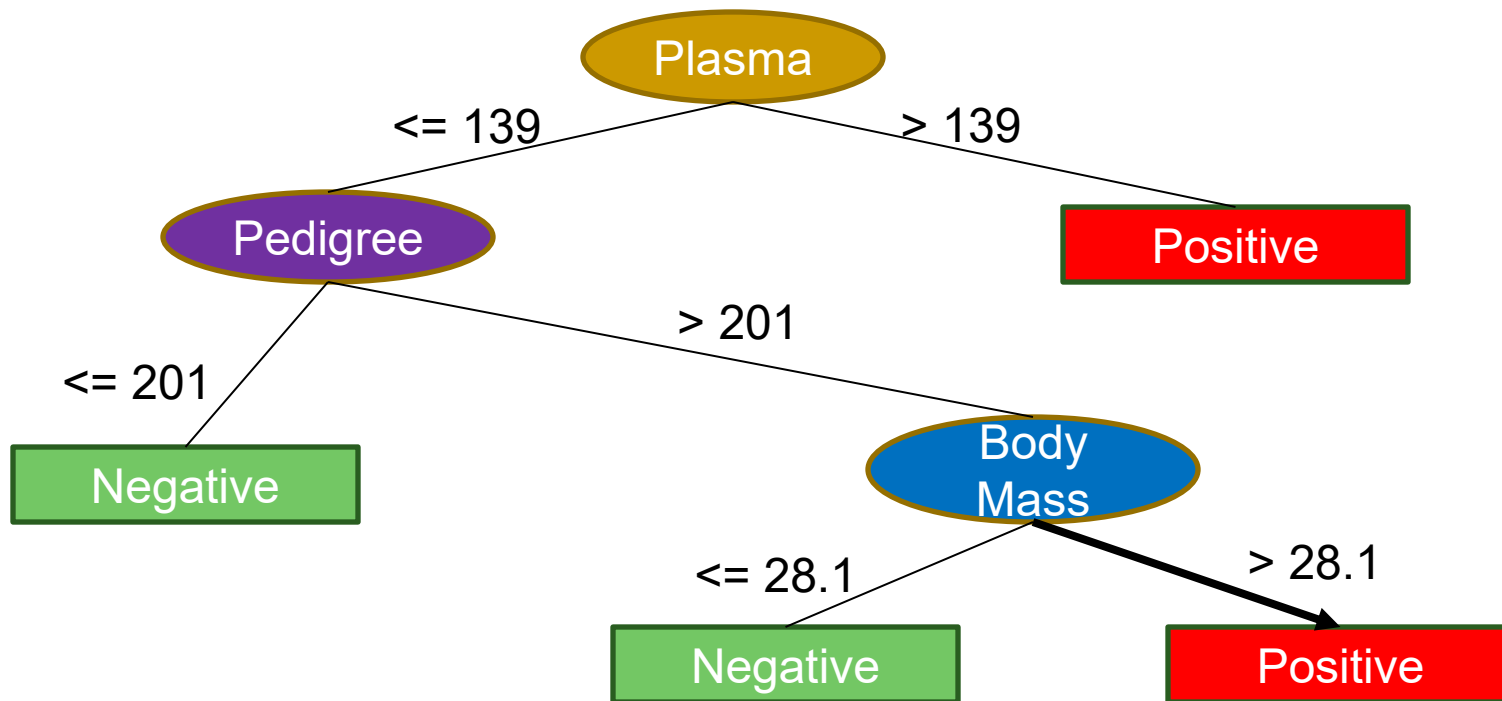 Plasma
<= 139
> 139
Pedigree
Positive
> 201
<= 201
Body
Mass
Negative
<= 28.1
> 28.1
Negative
Positive